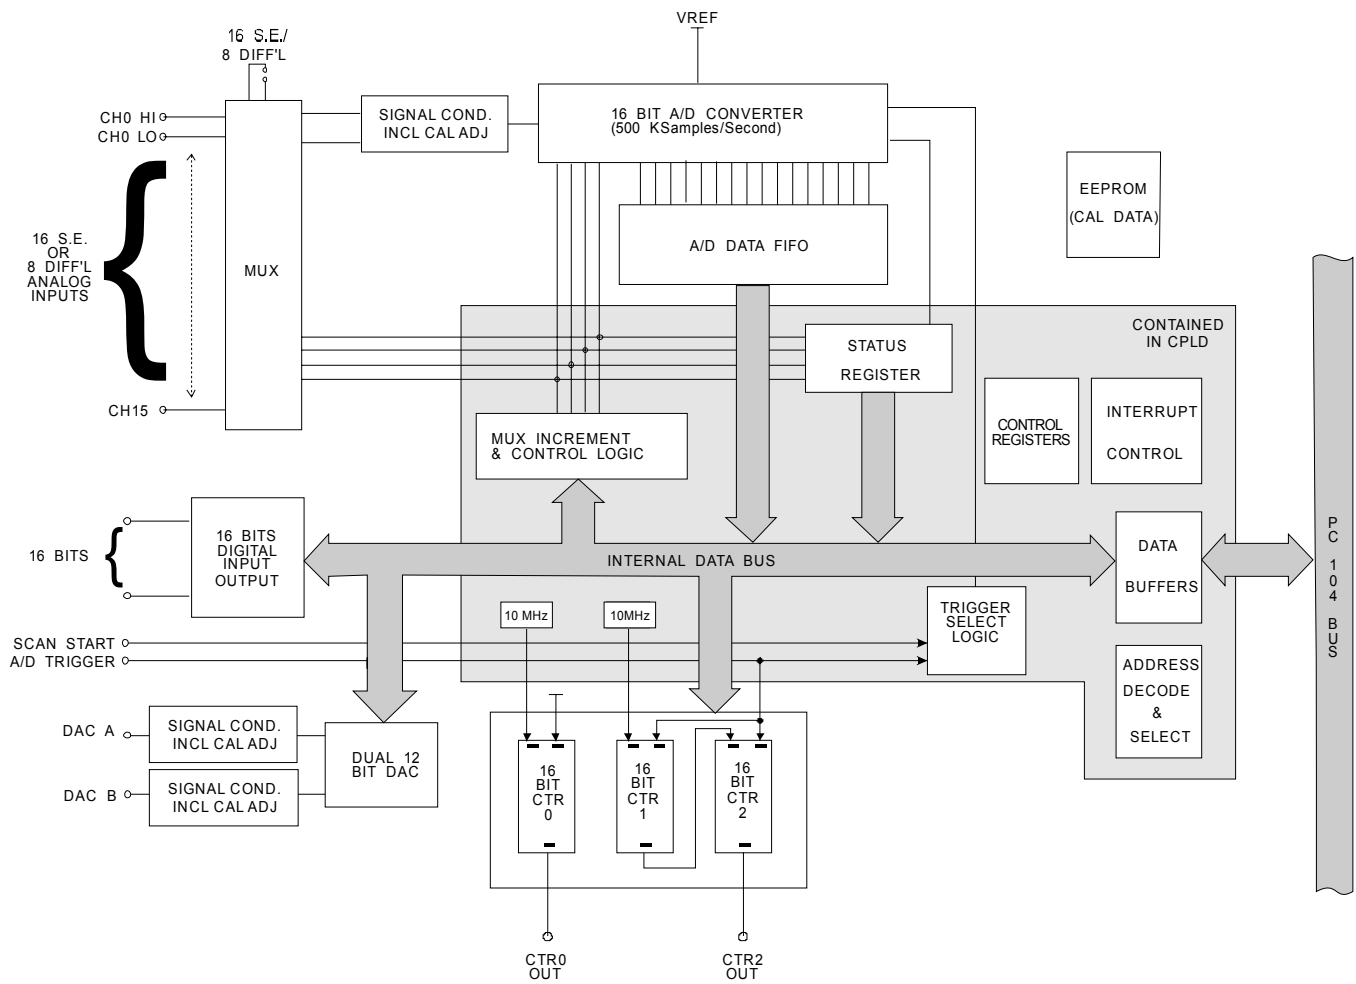 VREF
16 S.E./
8 DIFF'L
CH0 HI
CH0 LO
SIGNAL COND.
INCL CAL ADJ
16 BIT A/D CONVERTER
(500 KSamples/Second)
EEPROM
(CAL DATA)
A/D DATA FIFO
16 S.E.
OR
8 DIFF'L
ANALOG
INPUTS
MUX
CH15
CONTAINED
IN CPLD
STATUS
REGISTER
MUX INCREMENT
& CONTROL LOGIC
CONTROL
REGISTERS
INTERRUPT
CONTROL
16 BITS
16 BITS
DIGITAL
INPUT
OUTPUT
INTERNAL DATA BUS
DATA
BUFFERS
PC 104 BUS
10 MHz
10MHz
TRIGGER
SELECT
LOGIC
SCAN START
A/D TRIGGER
ADDRESS
DECODE
&
SELECT
DAC A
SIGNAL COND.
INCL CAL ADJ
DUAL 12
BIT DAC
DAC B
SIGNAL COND.
INCL CAL ADJ
16
BIT
CTR
0
16
BIT
CTR
1
16
BIT
CTR
2
CTR0
OUT
CTR2
OUT